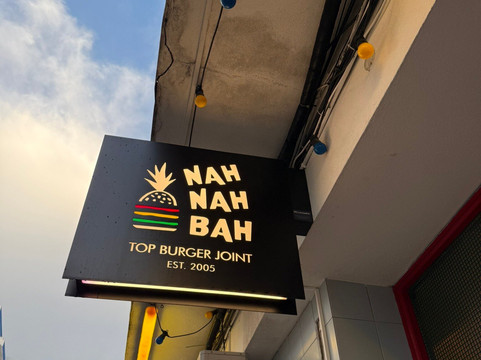 NAH
NAH
BAH
TOP BURGER JOINT
EST. 2005